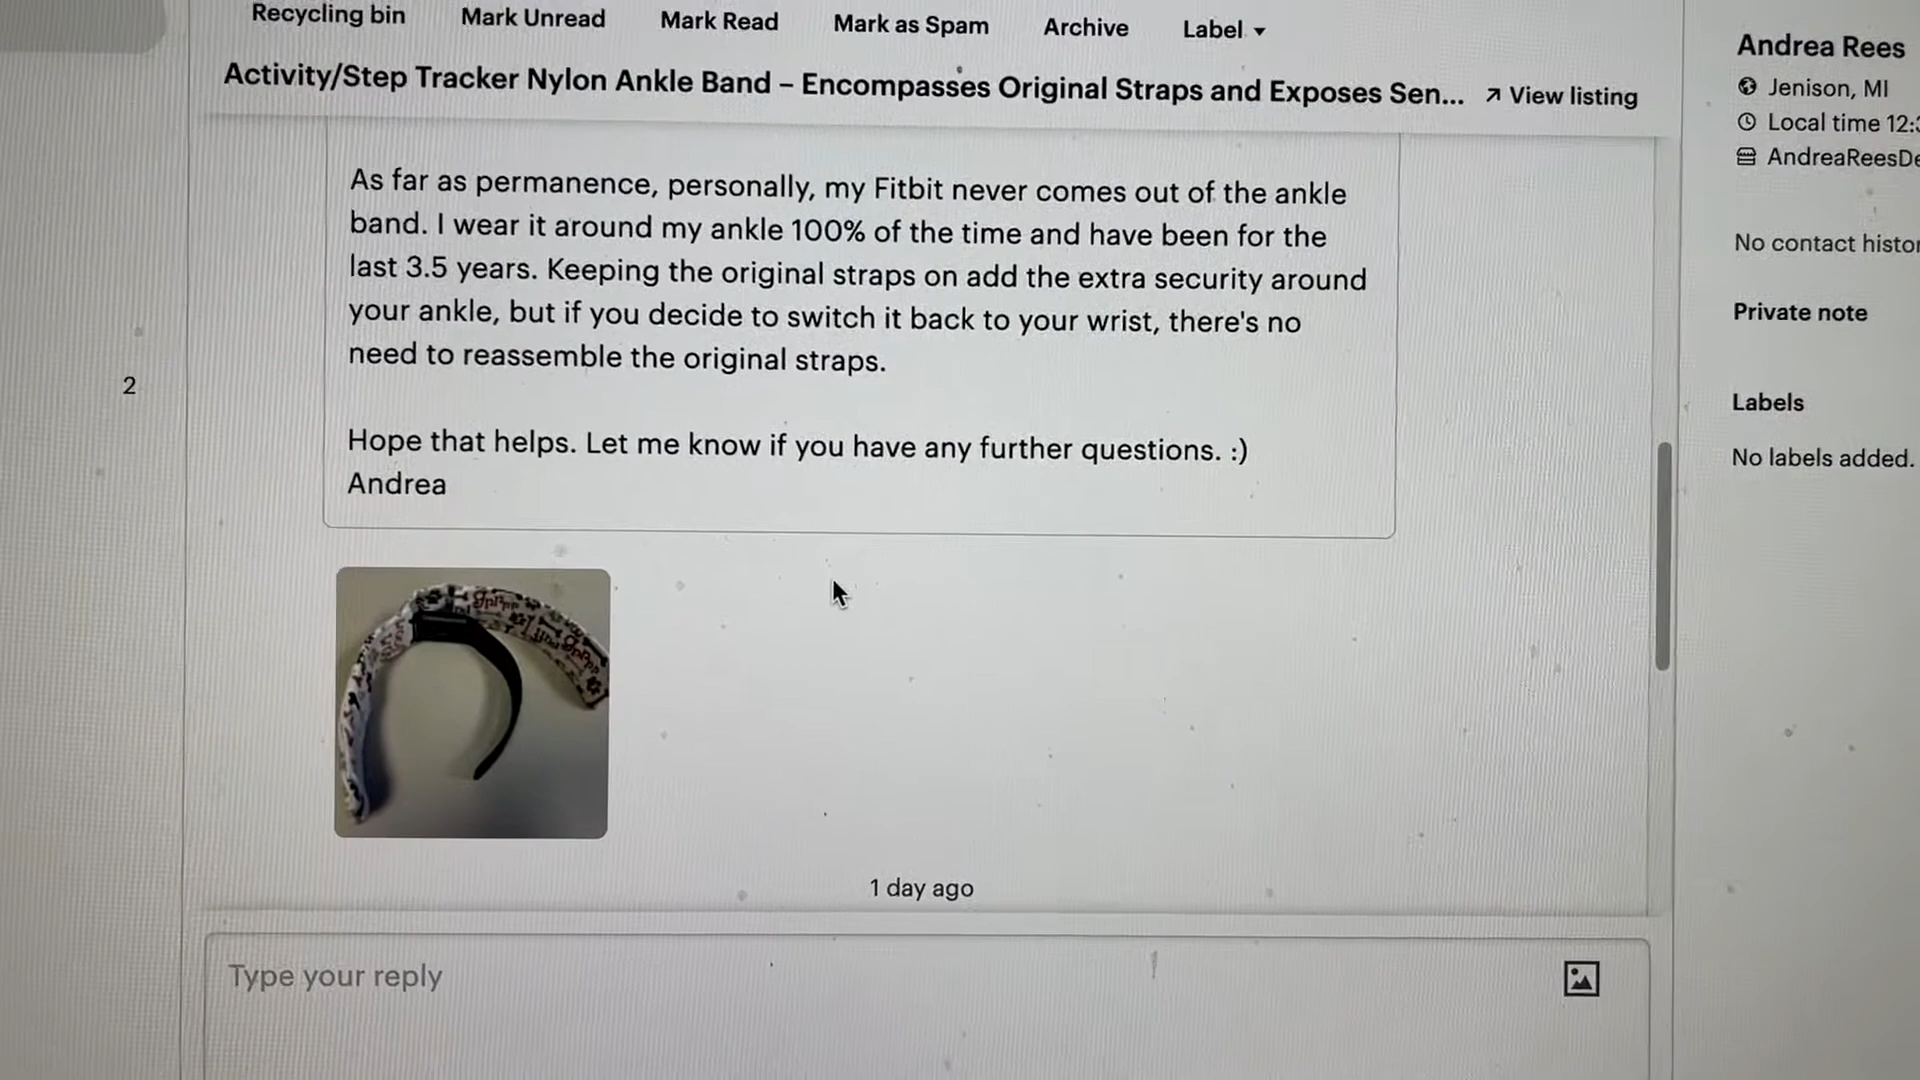 Recycling bin
Mark Unread
Mark Read
Mark as Spam
Archive
Label
Activity/Step Tracker Nylon Ankle Band – Encompasses Original Straps and Exposes Sen...
View listing
As far as permanence, personally, my Fitbit never comes out of the ankle
band. I wear it around my ankle 100% of the time and have been for the
last 3.5 years. Keeping the original straps on add the extra security around
your ankle, but if you decide to switch it back to your wrist, there's no
need to reassemble the original straps.
Hope that helps. Let me know if you have any further questions. :)
Andrea
2
1 day ago
Type your reply
Andrea Rees
Jenison, MI
Local time 12:
AndreaReesDe
No contact histor
Private note
Labels
No labels added.